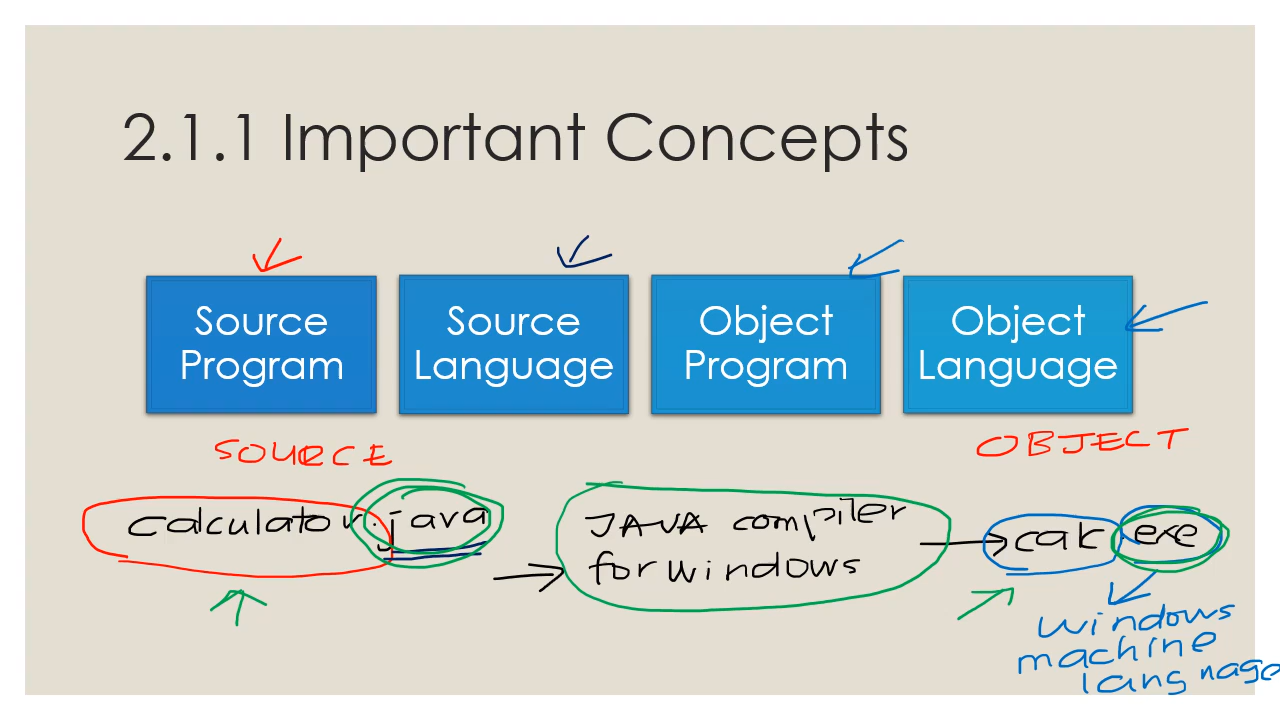 2.1.1 Important Concepts
Source
Program
Source
Language
Object
Program
Object
Language
SOURCE
OBJECT
calculator.java
JAVA compiler
for windows
calc exe
windows
machine
language